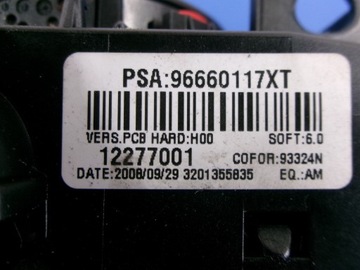 PSA:96660117XT
VERS.PCB HARD:H00 SOFT:6.0
12277001 COFOR:93324N
DATE:2008/09/29 3201355835 EQ.:AM